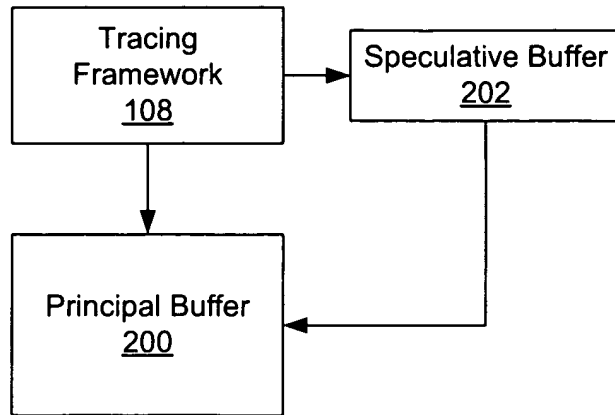 Tracing
Framework
108
Speculative Buffer
202
Principal Buffer
200